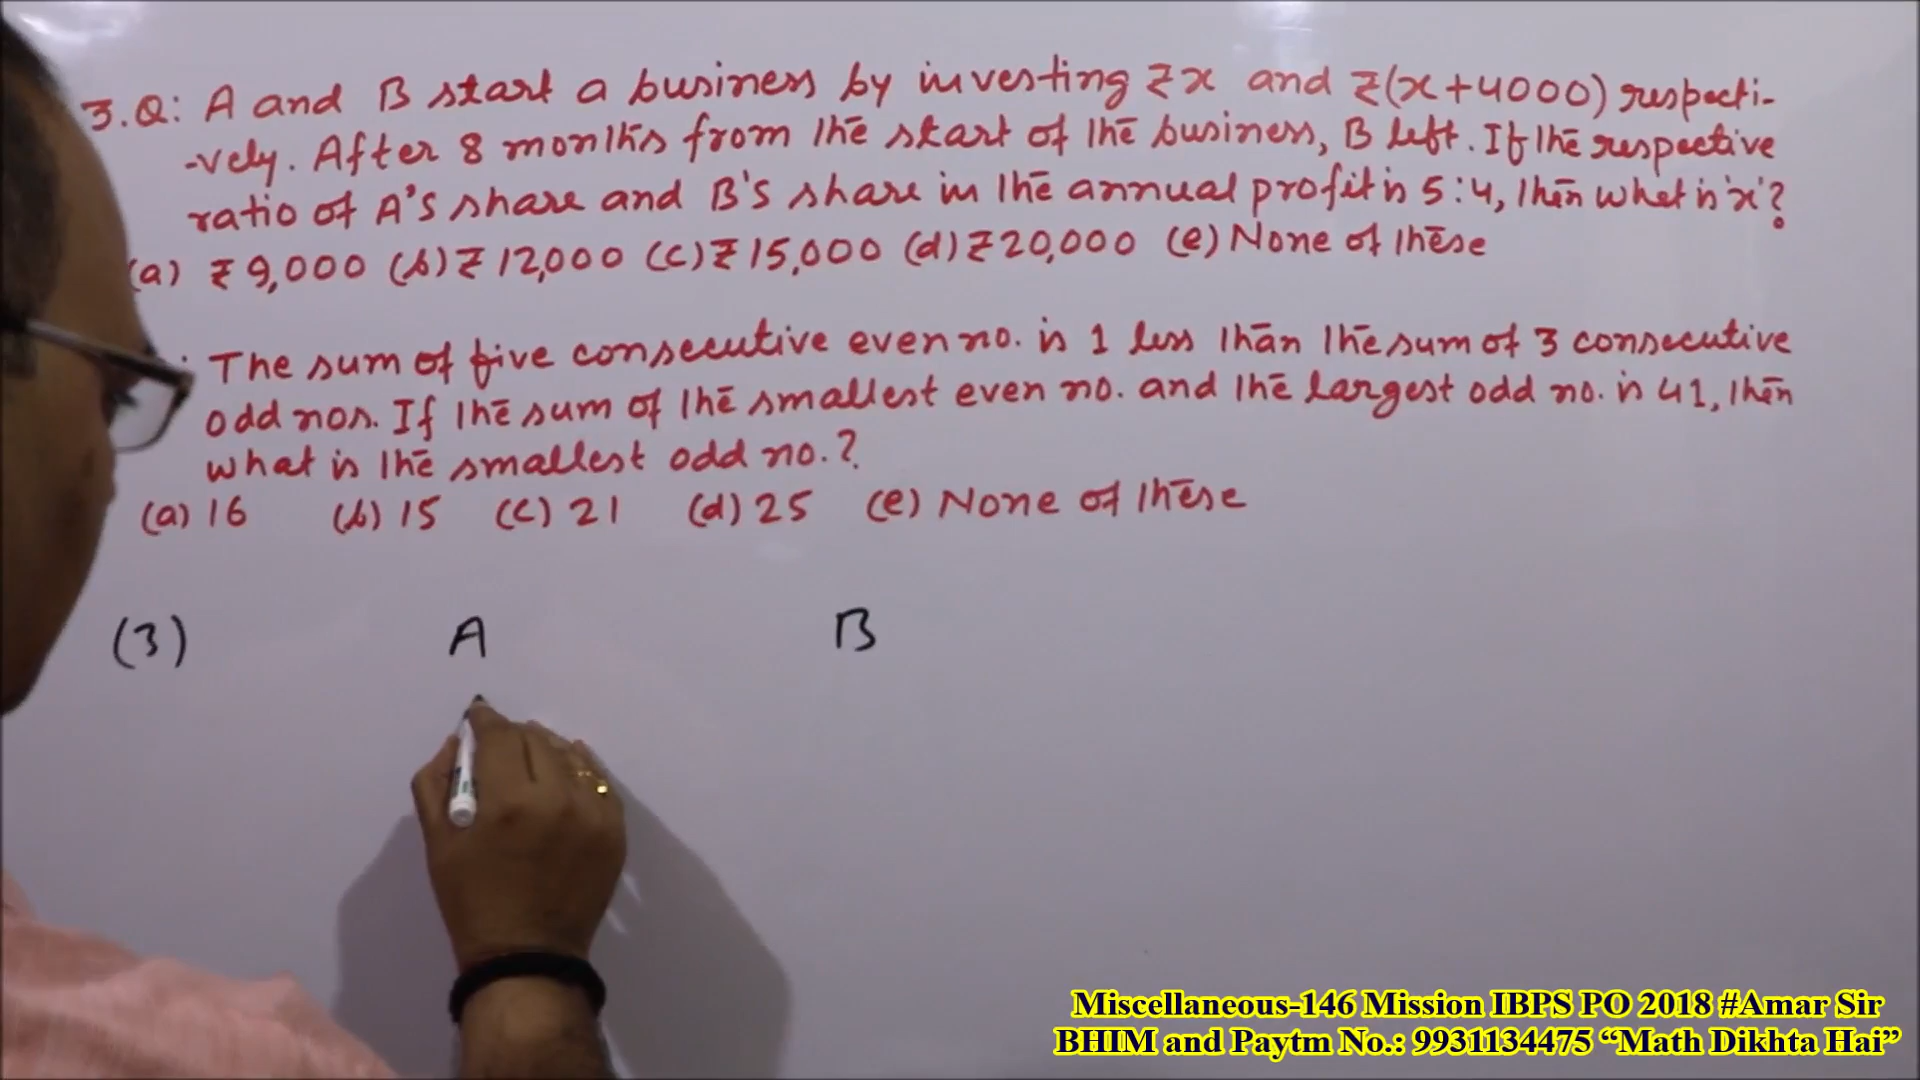 3.Q: A and B start a business by investing ₹x and ₹(x+4000) respecti-
-vely. After 8 months from the start of the business, B left. If the respective
ratio of A's share and B's share in the annual profit is 5:4, then what is 'x'?
(a) ₹9,000 (b) ₹12,000 (c) ₹15,000 (d) ₹20,000 (e) None of these
: The sum of five consecutive even no. is 1 less than the sum of 3 consecutive
odd nos. If the sum of the smallest even no. and the largest odd no. is 41, then
what is the smallest odd no.?
(a) 16 (b) 15 (c) 21 (d) 25 (e) None of these
(3) A B
Miscellaneous-146 Mission IBPS PO 2018 #Amar Sir
BHIM and Paytm No.: 9931134475 “Math Dikhta Hai”